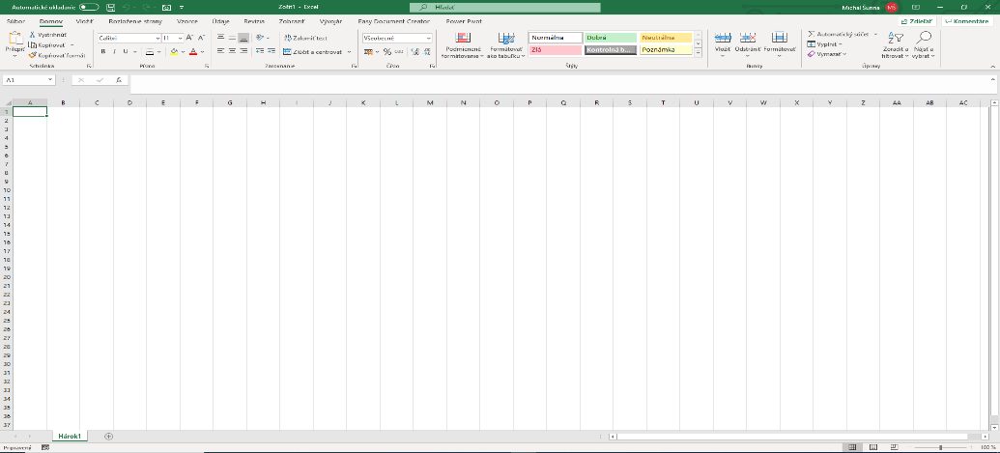 Automatické ukladanie
Zošit1 - Excel
Hľadať
Michal Šunna MS
Súbor Domov Vložiť Rozloženie strany Vzorce Údaje Revízia Zobraziť Vývojár Easy Document Creator Power Pivot
Zdieľať Komentáre
Prilepiť
Vystrihnúť
Kopírovať
Kopírovať formát
Schránka
Calibri 11
B I U
Písmo
Zalomiť text
Zlúčiť a centrovať
Zarovnanie
Všeobecné
Číslo
Podmienené formátovanie
Formátovať ako tabuľku
Normálna Dobrá Neutrálna
Zlá Kontrolná b... Poznámka
Štýly
Vložiť Odstrániť Formátovať
Bunky
Automatický súčet
Vyplniť
Vymazať
Zoradiť a filtrovať
Nájsť a vybrať
Úpravy
A1
fx
A B C D E F G H I J K L M N O P Q R S T U V W X Y Z AA AB AC
1
2
3
4
5
6
7
8
9
10
11
12
13
14
15
16
17
18
19
20
21
22
23
24
25
26
27
28
29
30
31
32
33
34
35
36
37
Hárok1
Pripravený
100 %